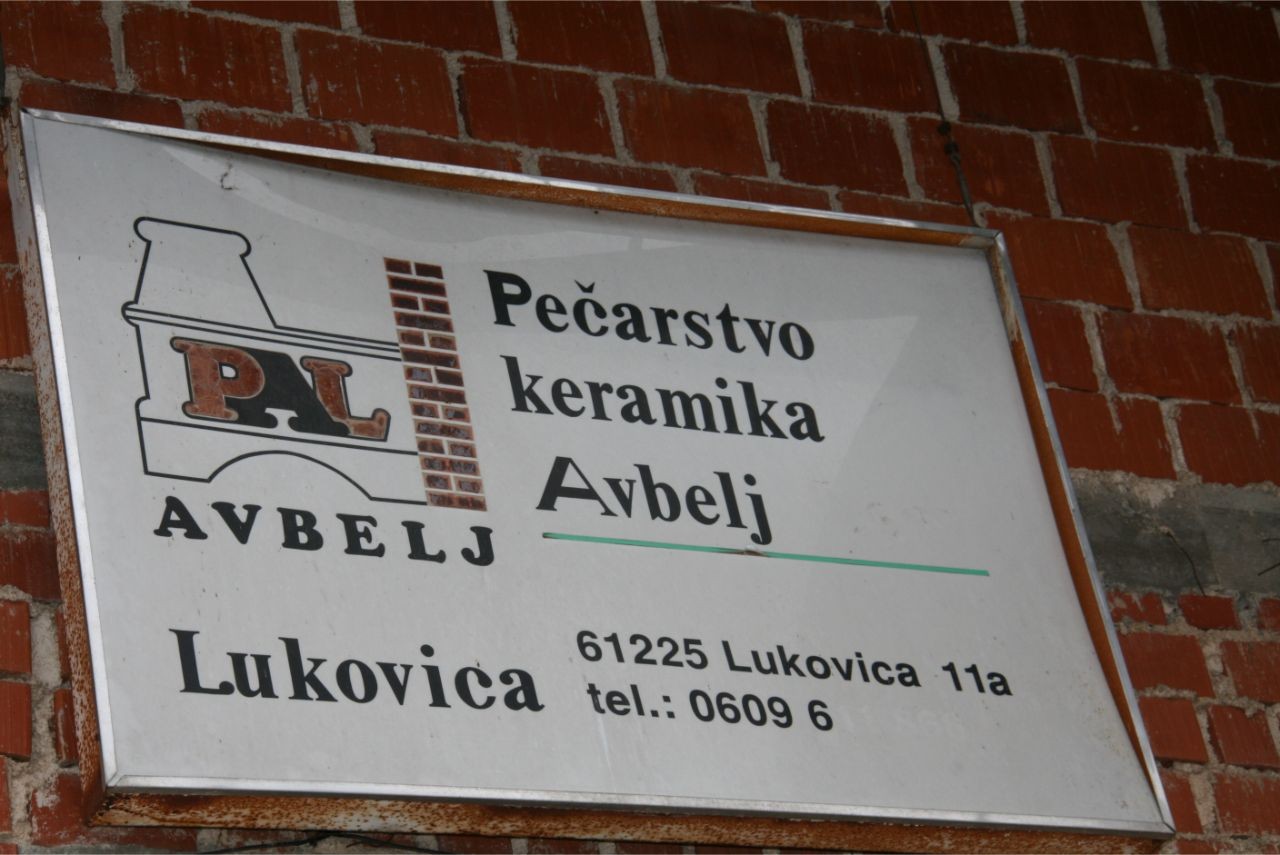 PAL
AVBELJ
Pečarstvo
keramika
Avbelj
Lukovica
61225 Lukovica 11a
tel.: 0609 6